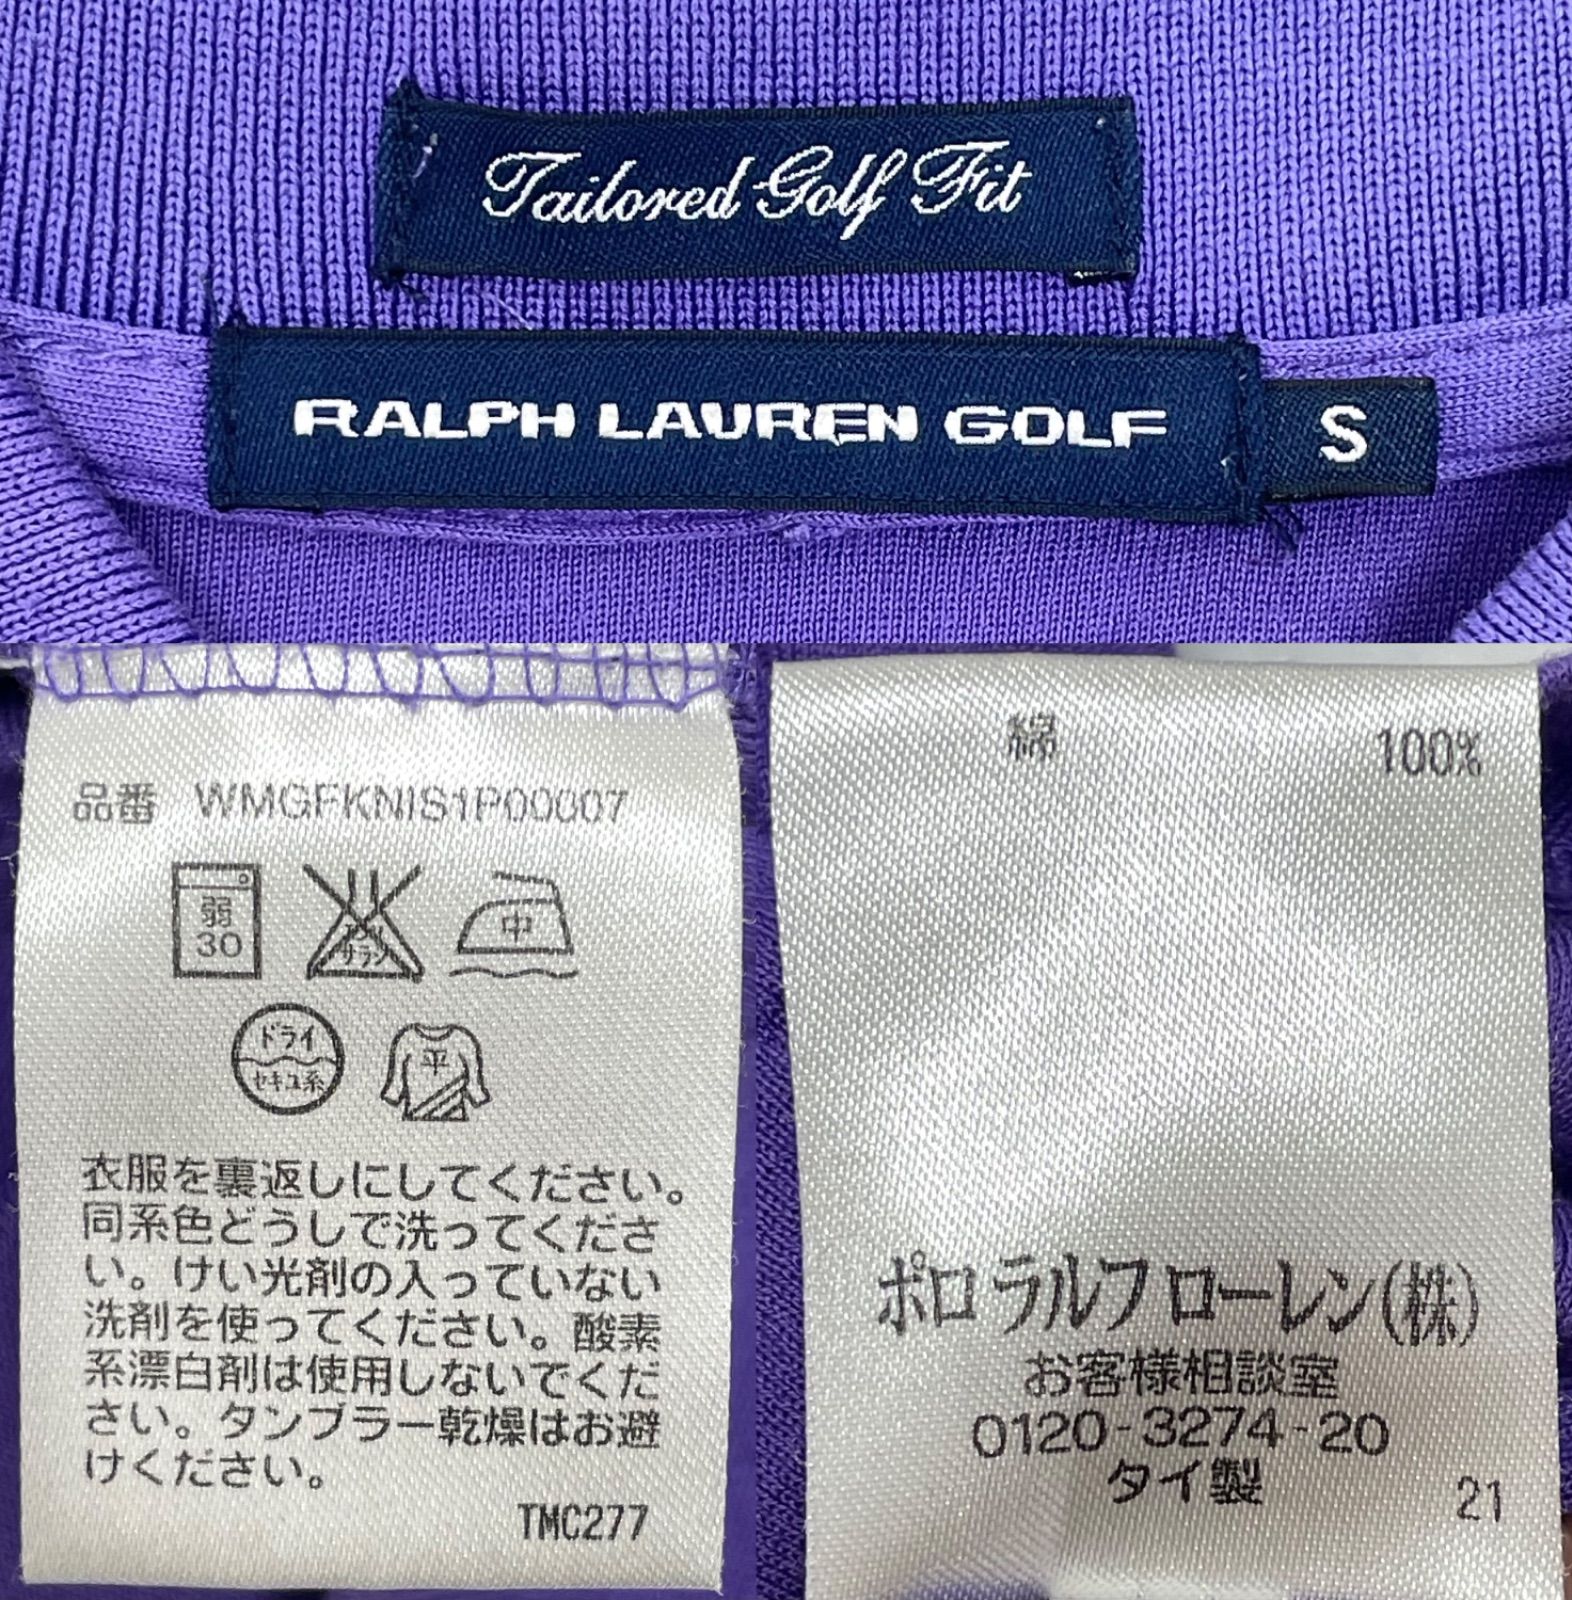 Tailored Golf Fit
RALPH LAUREN GOLF
S
品番 WMGFKNIS1P00007
弱
30
サラシ
中
ドライ
セキユ系
平
衣服を裏返しにしてください。
同系色どうしで洗ってくださ
い。けい光剤の入っていない
洗剤を使ってください。酸素
系漂白剤は使用しないでくだ
さい。タンブラー乾燥はお避
けください。
TMC277
綿 100%
ポロ ラルフ ローレン(株)
お客様相談室
0120-3274-20
タイ製
21